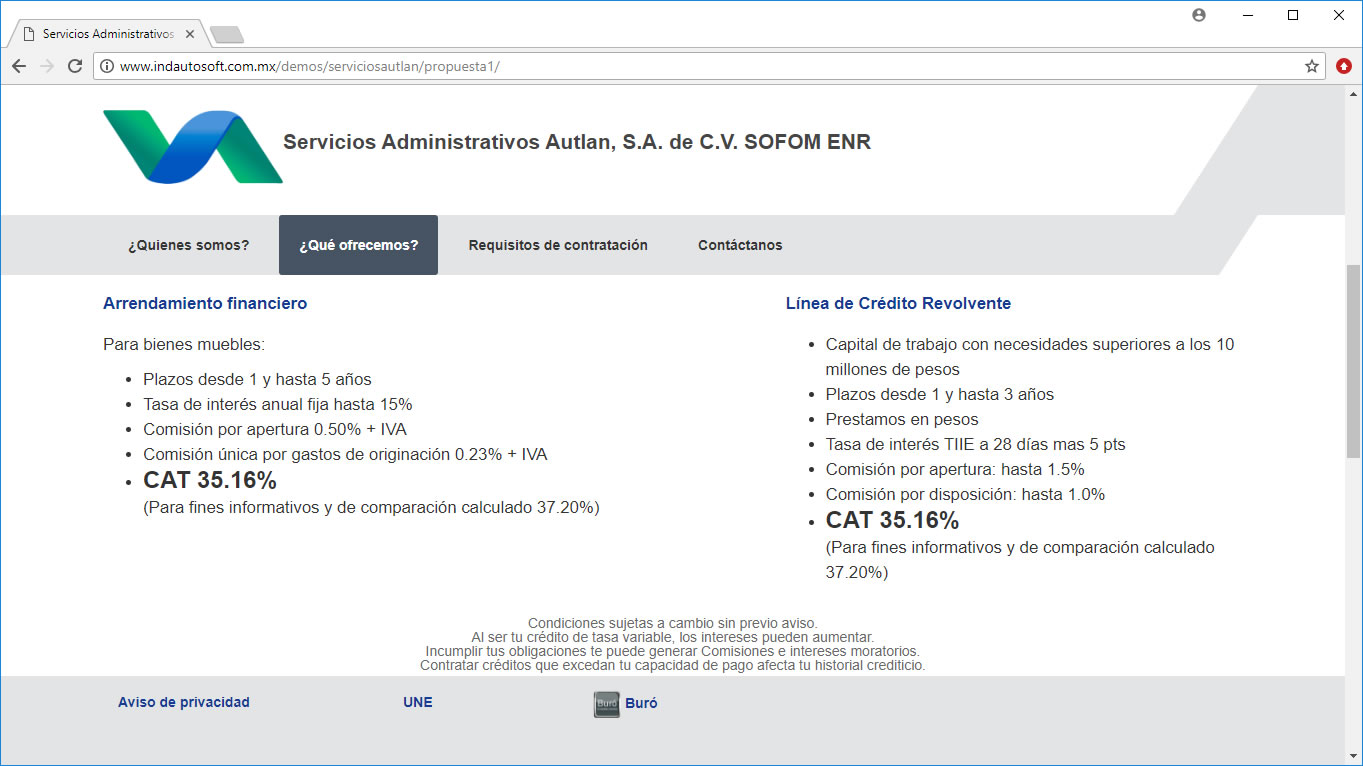 Servicios Administrativos
www.indautosoft.com.mx/demos/serviciosautlan/propuesta1/
Servicios Administrativos Autlan, S.A. de C.V. SOFOM ENR
¿Quienes somos?
¿Qué ofrecemos?
Requisitos de contratación
Contáctanos
Arrendamiento financiero
Para bienes muebles:
Plazos desde 1 y hasta 5 años
Tasa de interés anual fija hasta 15%
Comisión por apertura 0.50% + IVA
Comisión única por gastos de originación 0.23% + IVA
CAT 35.16%
(Para fines informativos y de comparación calculado 37.20%)
Línea de Crédito Revolvente
Capital de trabajo con necesidades superiores a los 10
millones de pesos
Plazos desde 1 y hasta 3 años
Prestamos en pesos
Tasa de interés TIIE a 28 días mas 5 pts
Comisión por apertura: hasta 1.5%
Comisión por disposición: hasta 1.0%
CAT 35.16%
(Para fines informativos y de comparación calculado
37.20%)
Condiciones sujetas a cambio sin previo aviso.
Al ser tu crédito de tasa variable, los intereses pueden aumentar.
Incumplir tus obligaciones te puede generar Comisiones e intereses moratorios.
Contratar créditos que excedan tu capacidad de pago afecta tu historial crediticio.
Aviso de privacidad
UNE
Buró
Buró